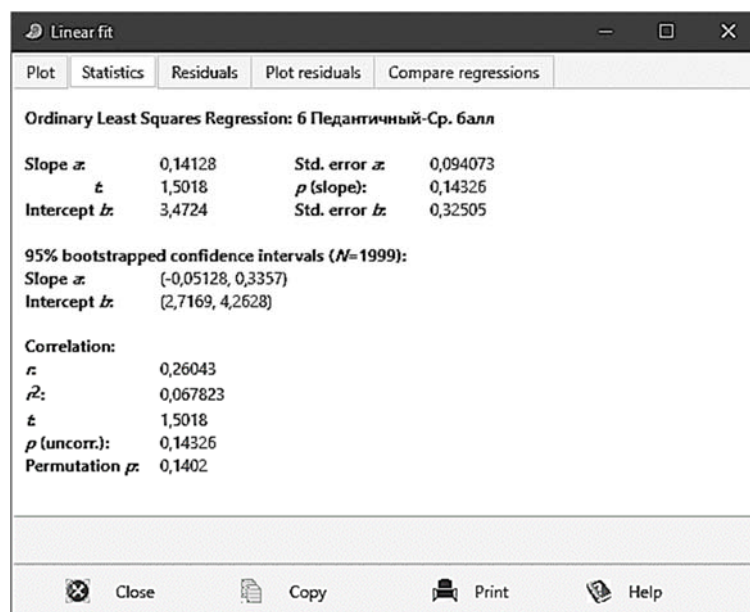 Linear fit
Plot Statistics Residuals Plot residuals Compare regressions
Ordinary Least Squares Regression: 6 Педантичный-Ср. балл
Slope a: 0,14128 Std. error a: 0,094073
t: 1,5018 p (slope): 0,14326
Intercept b: 3,4724 Std. error b: 0,32505
95% bootstrapped confidence intervals (N=1999):
Slope a: (-0,05128, 0,3357)
Intercept b: (2,7169, 4,2628)
Correlation:
r: 0,26043
r2: 0,067823
t: 1,5018
p (uncorr.): 0,14326
Permutation p: 0,1402
Close Copy Print Help